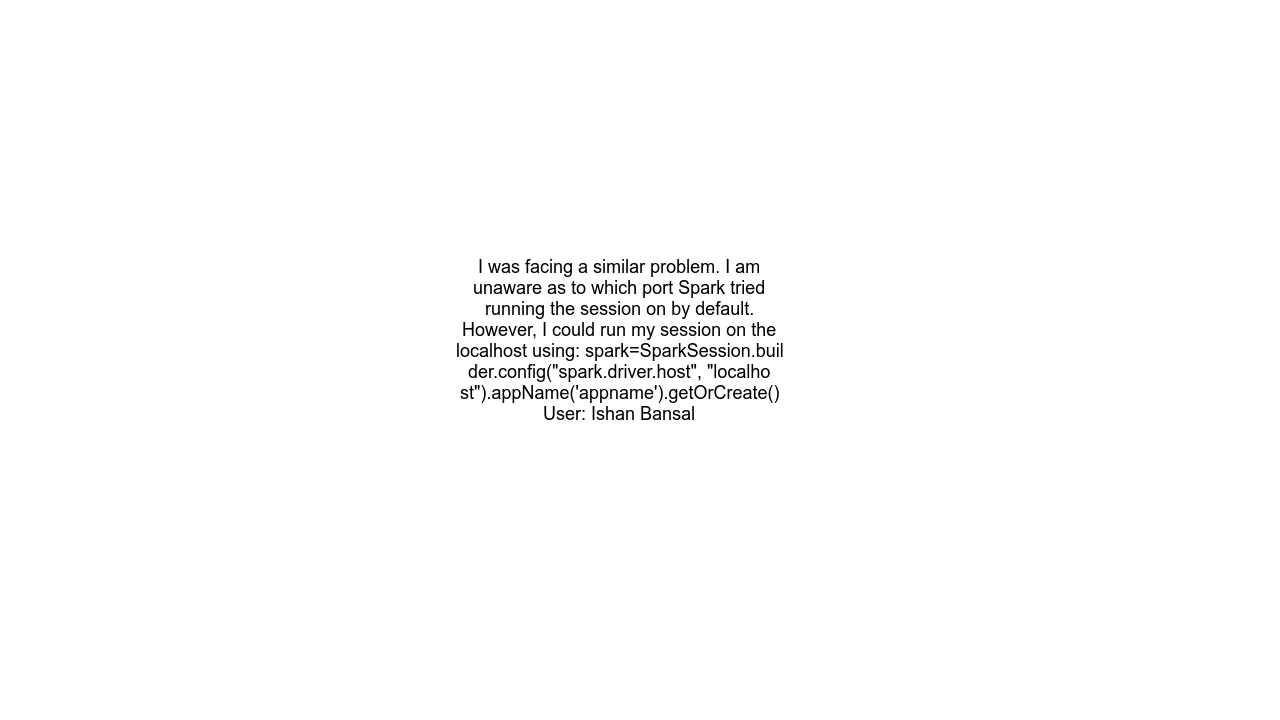 I was facing a similar problem. I am
unaware as to which port Spark tried
running the session on by default.
However, I could run my session on the
localhost using: spark=SparkSession.buil
der.config("spark.driver.host", "localho
st").appName('appname').getOrCreate()
User: Ishan Bansal